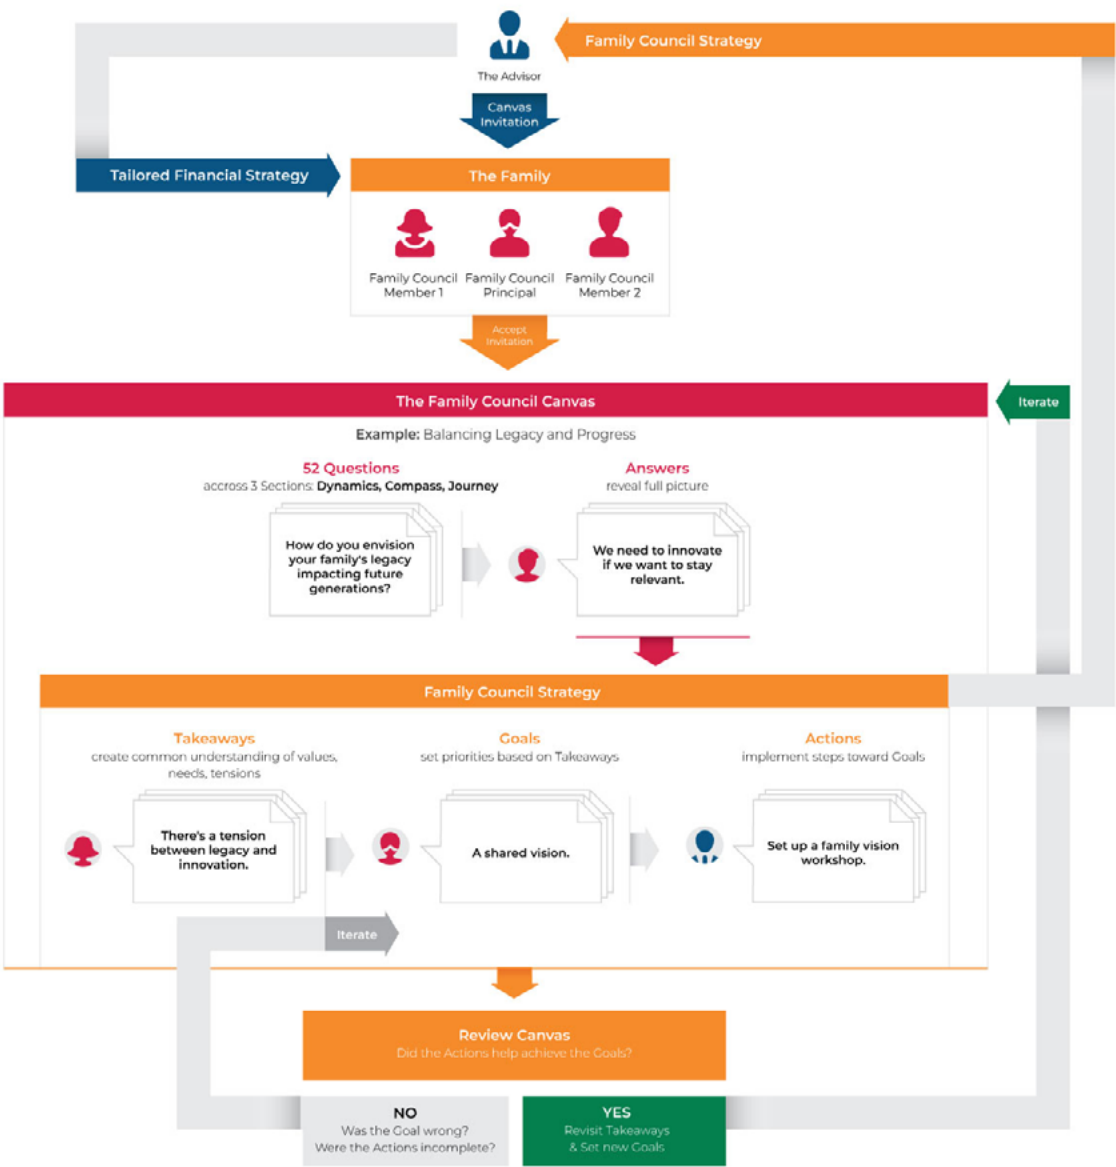 Family Council Strategy
The Advisor
Canvas
Invitation
Tailored Financial Strategy
The Family
Family Council
Member 1
Family Council
Principal
Family Council
Member 2
Accept
Invitation
The Family Council Canvas
Iterate
Example: Balancing Legacy and Progress
52 Questions
accross 3 Sections: Dynamics, Compass, Journey
Answers
reveal full picture
How do you envision
your family's legacy
impacting future
generations?
We need to innovate
if we want to stay
relevant.
Family Council Strategy
Takeaways
create common understanding of values,
needs, tensions
Goals
set priorities based on Takeaways
Actions
implement steps toward Goals
There's a tension
between legacy and
innovation.
A shared vision.
Set up a family vision
workshop.
Iterate
Review Canvas
Did the Actions help achieve the Goals?
NO
Was the Goal wrong?
Were the Actions incomplete?
YES
Revisit Takeaways
& Set new Goals